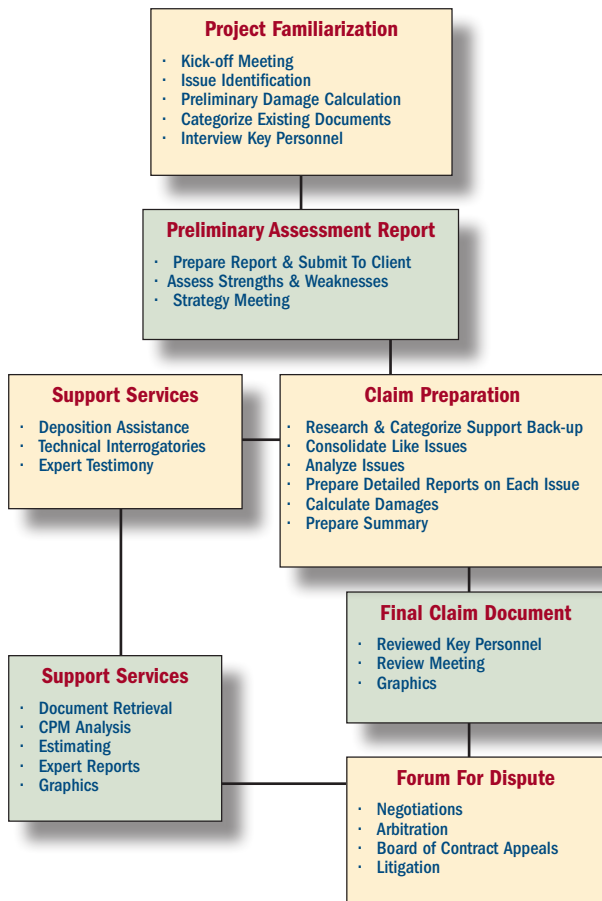 Project Familiarization
· Kick-off Meeting
· Issue Identification
· Preliminary Damage Calculation
· Categorize Existing Documents
· Interview Key Personnel
Preliminary Assessment Report
· Prepare Report & Submit To Client
· Assess Strengths & Weaknesses
· Strategy Meeting
Support Services
· Deposition Assistance
· Technical Interrogatories
· Expert Testimony
Claim Preparation
· Research & Categorize Support Back-up
· Consolidate Like Issues
· Analyze Issues
· Prepare Detailed Reports on Each Issue
· Calculate Damages
· Prepare Summary
Final Claim Document
· Reviewed Key Personnel
· Review Meeting
· Graphics
Support Services
· Document Retrieval
· CPM Analysis
· Estimating
· Expert Reports
· Graphics
Forum For Dispute
· Negotiations
· Arbitration
· Board of Contract Appeals
· Litigation